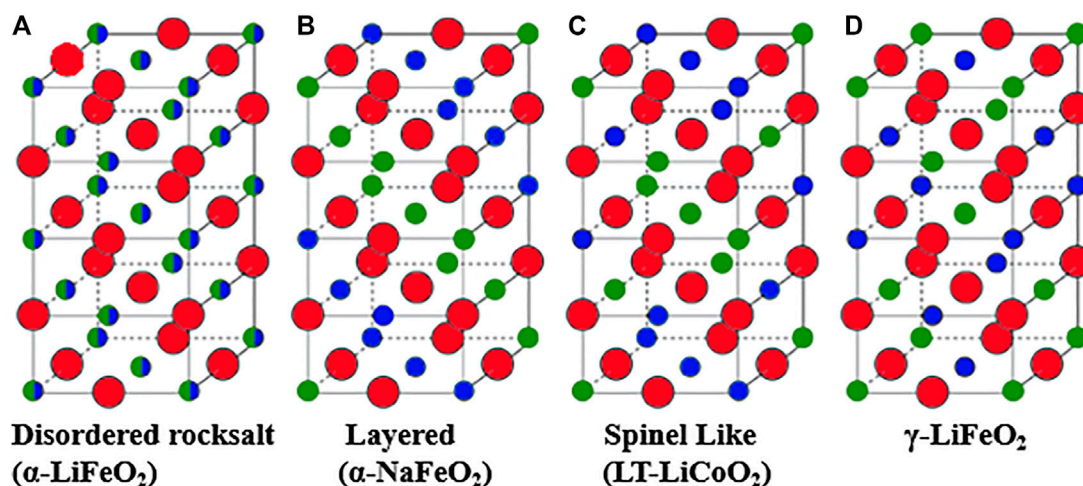 A B C D
Disordered rocksalt Layered Spinel Like γ-LiFeO₂
(α-LiFeO₂) (α-NaFeO₂) (LT-LiCoO₂)